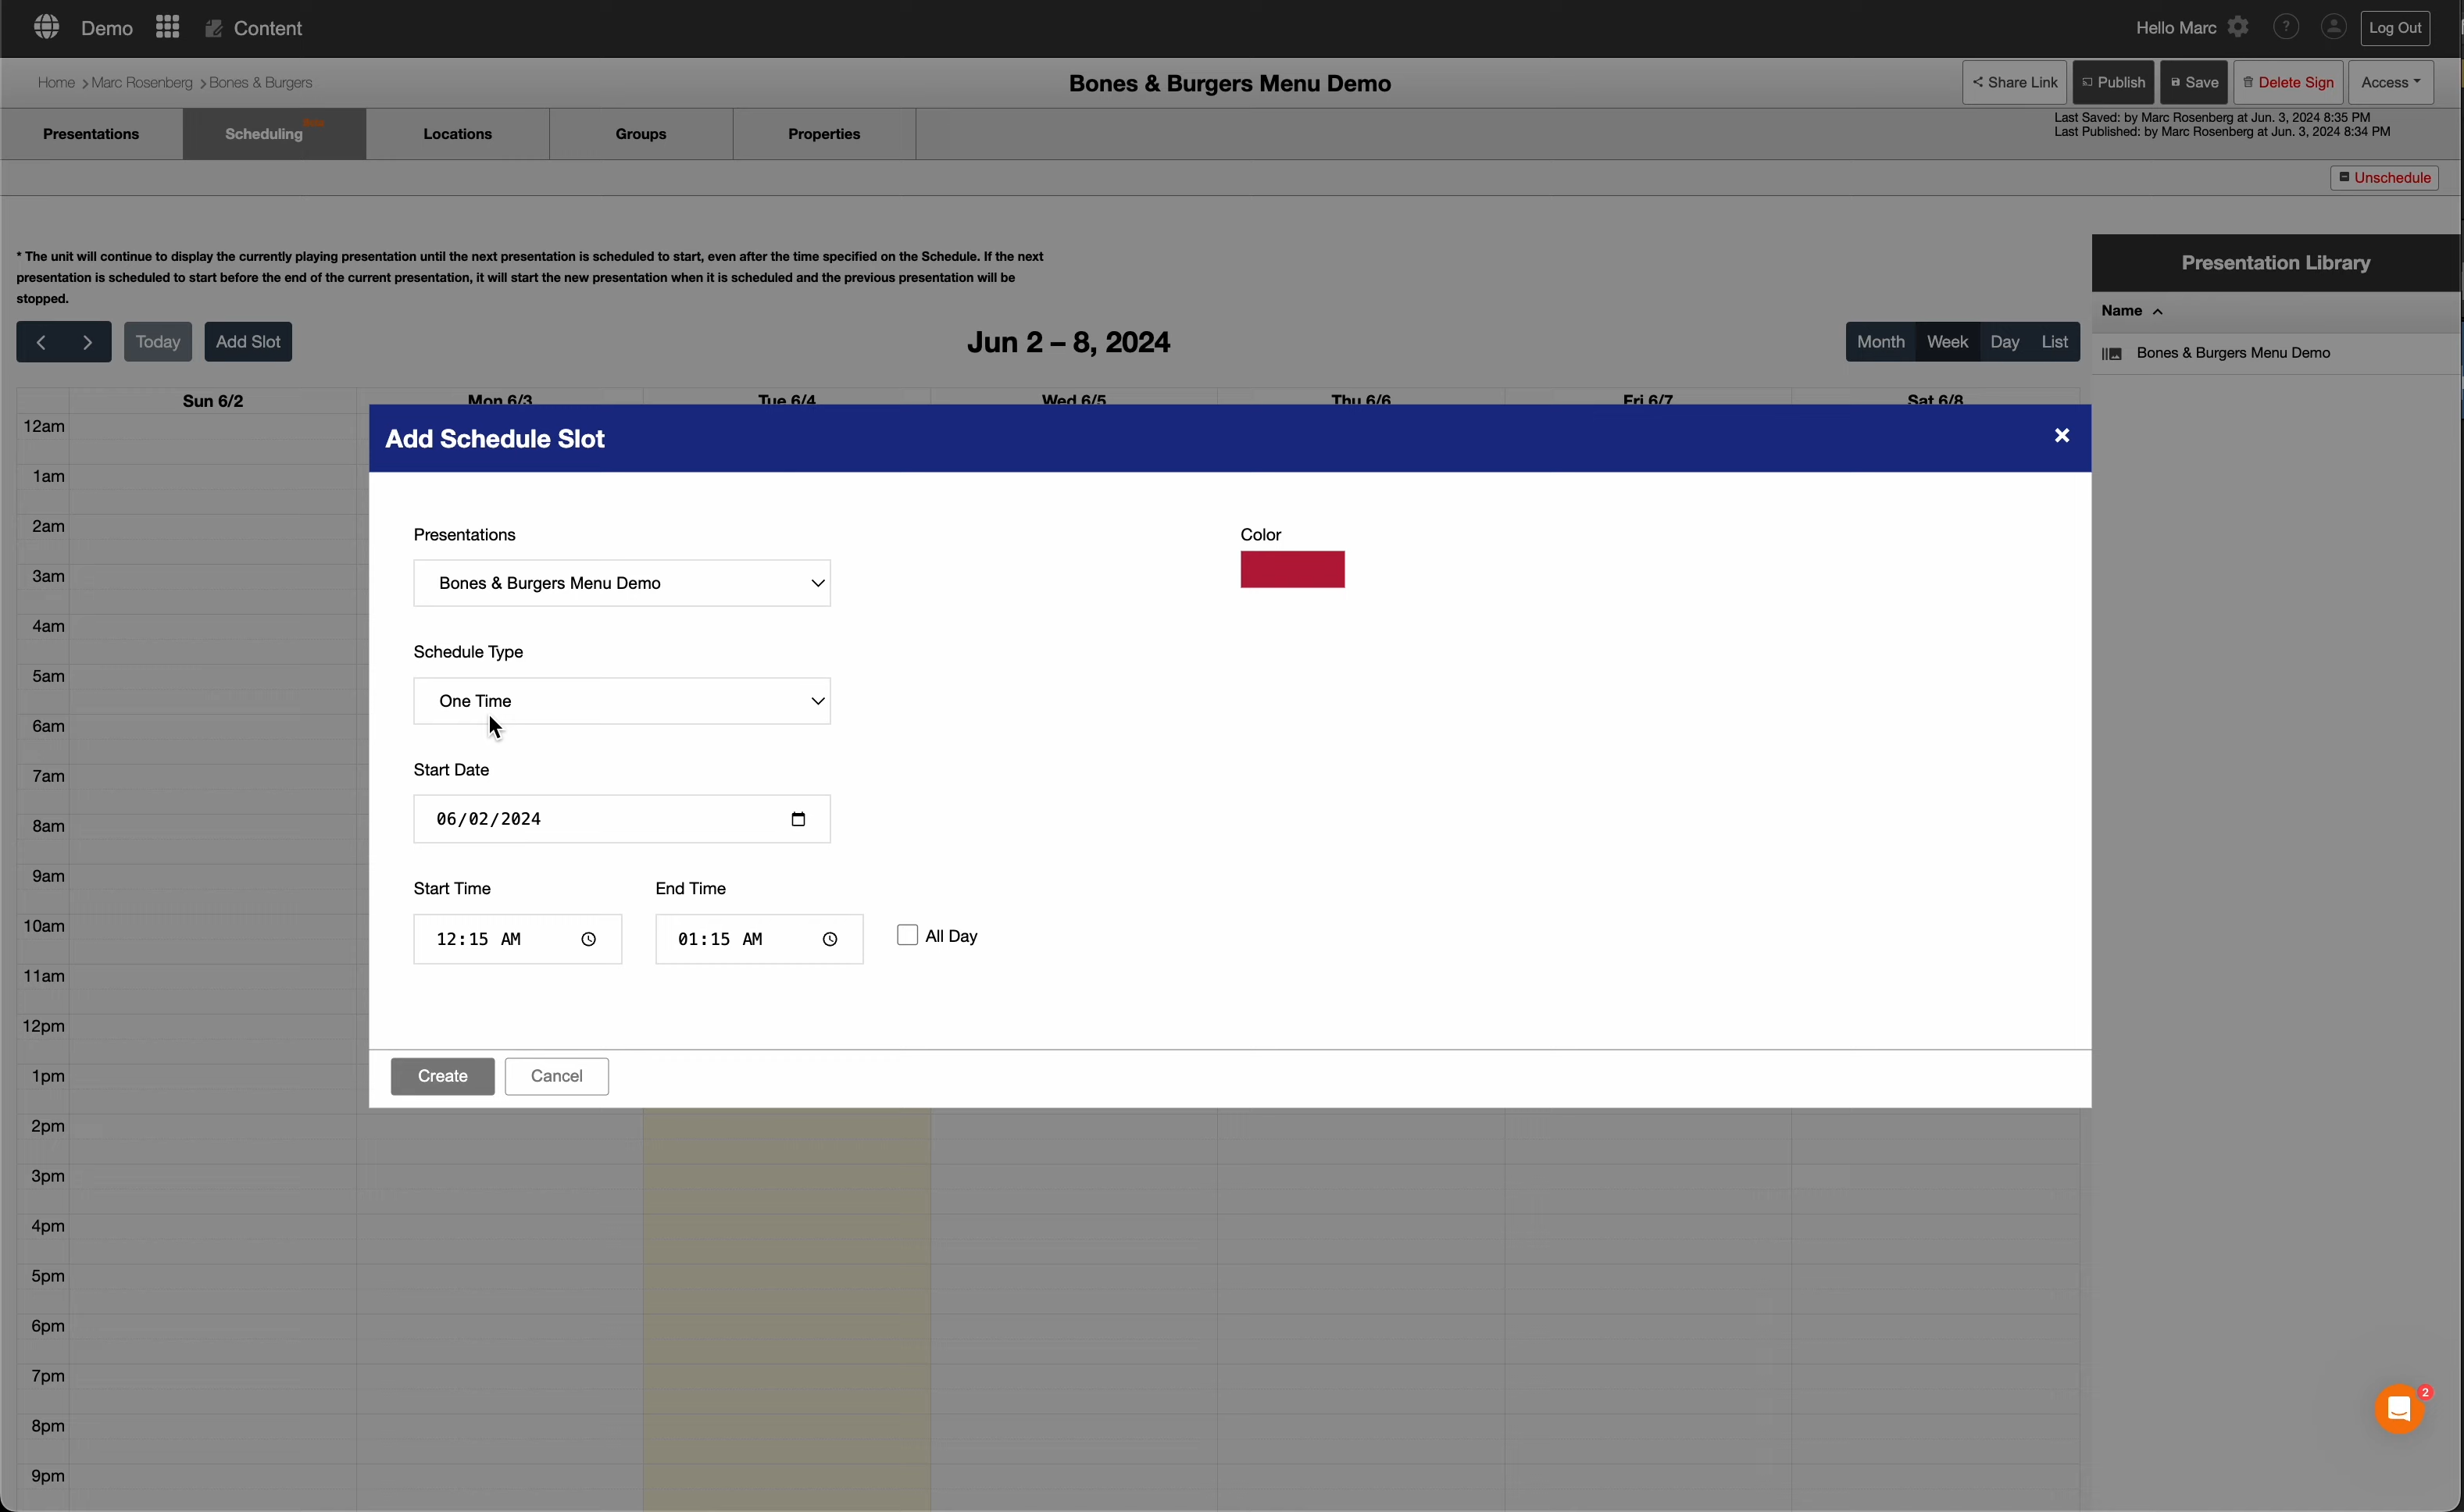 Demo Content Hello Marc ? Log Out
Home > Marc Rosenberg > Bones & Burgers Bones & Burgers Menu Demo Share Link Publish Save Delete Sign Access
Presentations Scheduling Beta Locations Groups Properties
Last Saved: by Marc Rosenberg at Jun. 3, 2024 8:35 PM
Last Published: by Marc Rosenberg at Jun. 3, 2024 8:34 PM
Unschedule
* The unit will continue to display the currently playing presentation until the next presentation is scheduled to start, even after the time specified on the Schedule. If the next
presentation is scheduled to start before the end of the current presentation, it will start the new presentation when it is scheduled and the previous presentation will be
stopped.
Presentation Library
Name
Bones & Burgers Menu Demo
Today Add Slot Jun 2 – 8, 2024 Month Week Day List
Sun 6/2 Mon 6/3 Tue 6/4 Wed 6/5 Thu 6/6 Fri 6/7 Sat 6/8
12am
1am
2am
3am
4am
5am
6am
7am
8am
9am
10am
11am
12pm
1pm
2pm
3pm
4pm
5pm
6pm
7pm
8pm
9pm
Add Schedule Slot
Presentations Color
Bones & Burgers Menu Demo
Schedule Type
One Time
Start Date
06/02/2024
Start Time End Time
12:15 AM 01:15 AM All Day
Create Cancel
2